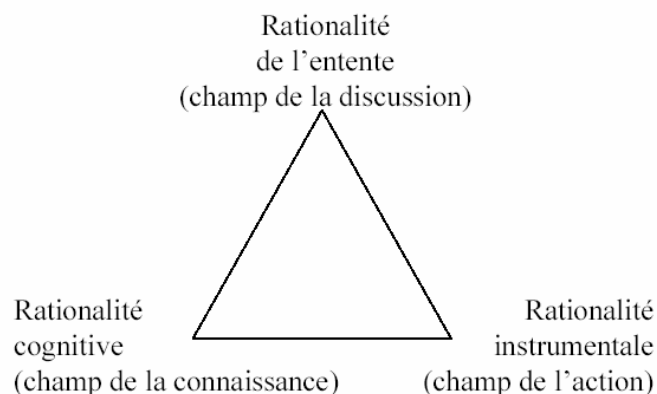 Rationalité
de l'entente
(champ de la discussion)
Rationalité
cognitive
(champ de la connaissance)
Rationalité
instrumentale
(champ de l'action)